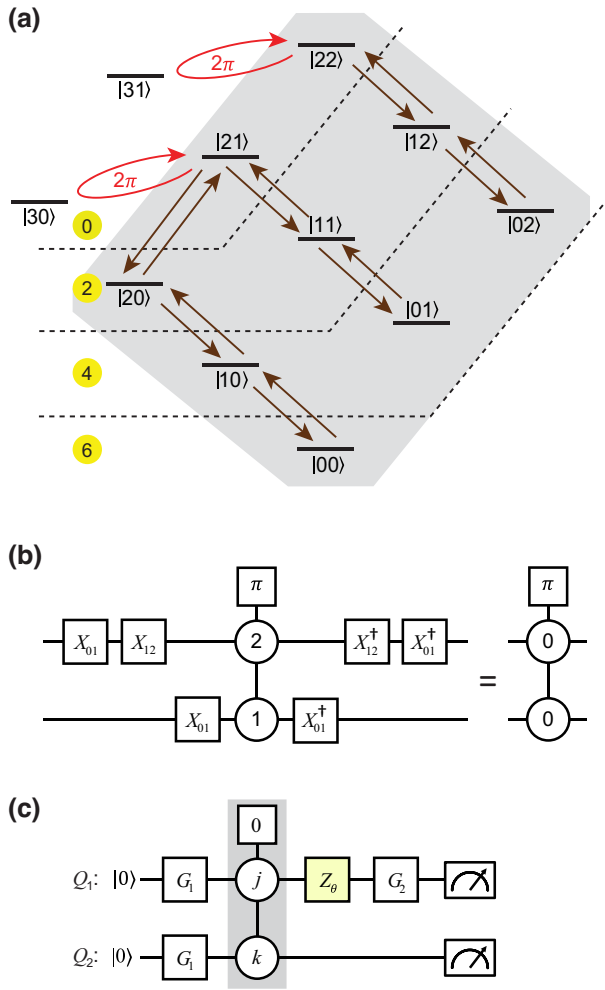 (a)
|22⟩
2π
|31⟩
|12⟩
|21⟩
2π
|30⟩
|02⟩
0
|11⟩
2
|20⟩
|01⟩
4
|10⟩
6
|00⟩
(b)
π π
X₀₁ X₁₂ 2 X†₁₂ X†₀₁ 0
=
X₀₁ 1 X†₀₁ 0
(c)
0
Q₁: |0⟩ G₁ j Z_θ G₂
Q₂: |0⟩ G₁ k